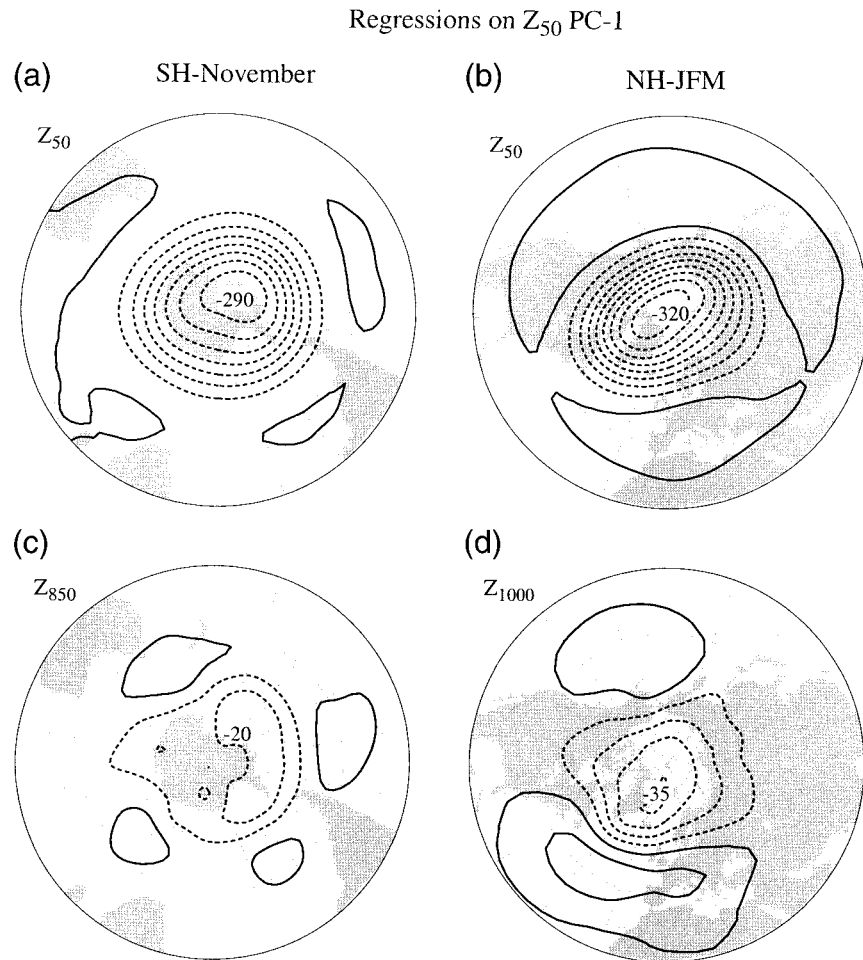 Regressions on Z50 PC-1
(a) SH-November
(b) NH-JFM
Z50
Z50
-290
-320
(c)
(d)
Z850
Z1000
-20
-35